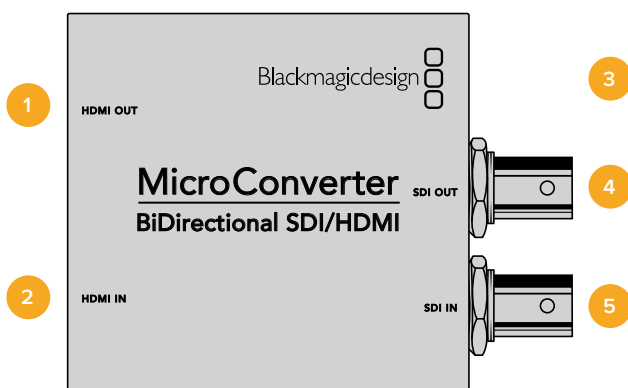 Blackmagicdesign
1
HDMI OUT
3
MicroConverter
SDI OUT
4
BiDirectional SDI/HDMI
2
HDMI IN
SDI IN
5